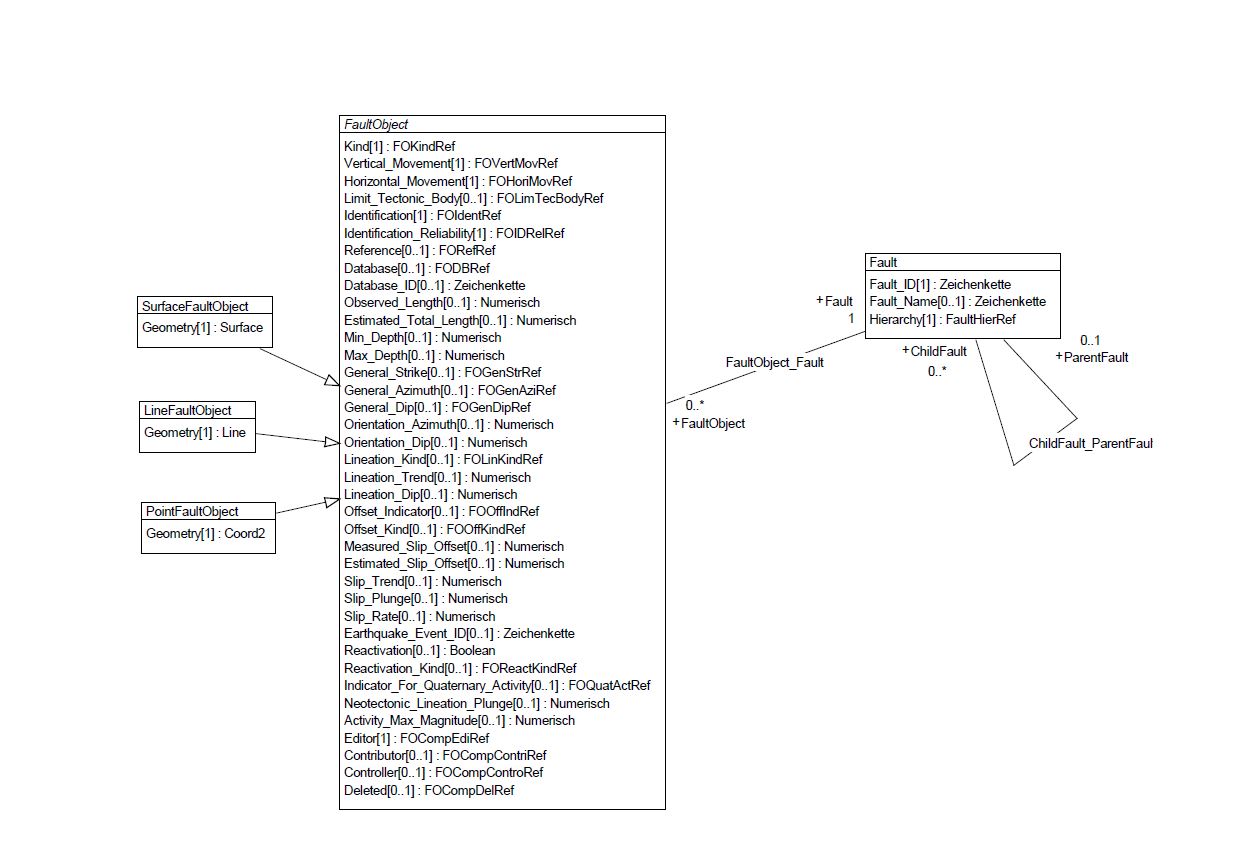 FaultObject
Kind[1] : FOKindRef
Vertical_Movement[1] : FOVertMovRef
Horizontal_Movement[1] : FOHoriMovRef
Limit_Tectonic_Body[0..1] : FOLimTecBodyRef
Identification[1] : FOIdentRef
Identification_Reliability[1] : FOIDRelRef
Reference[0..1] : FORefRef
Database[0..1] : FODBRef
Database_ID[0..1] : Zeichenkette
Observed_Length[0..1] : Numerisch
Estimated_Total_Length[0..1] : Numerisch
Min_Depth[0..1] : Numerisch
Max_Depth[0..1] : Numerisch
General_Strike[0..1] : FOGenStrRef
General_Azimuth[0..1] : FOGenAziRef
General_Dip[0..1] : FOGenDipRef
Orientation_Azimuth[0..1] : Numerisch
Orientation_Dip[0..1] : Numerisch
Lineation_Kind[0..1] : FOLinKindRef
Lineation_Trend[0..1] : Numerisch
Lineation_Dip[0..1] : Numerisch
Offset_Indicator[0..1] : FOOffIndRef
Offset_Kind[0..1] : FOOffKindRef
Measured_Slip_Offset[0..1] : Numerisch
Estimated_Slip_Offset[0..1] : Numerisch
Slip_Trend[0..1] : Numerisch
Slip_Plunge[0..1] : Numerisch
Slip_Rate[0..1] : Numerisch
Earthquake_Event_ID[0..1] : Zeichenkette
Reactivation[0..1] : Boolean
Reactivation_Kind[0..1] : FOReactKindRef
Indicator_For_Quaternary_Activity[0..1] : FOQuatActRef
Neotectonic_Lineation_Plunge[0..1] : Numerisch
Activity_Max_Magnitude[0..1] : Numerisch
Editor[1] : FOCompEdiRef
Contributor[0..1] : FOCompContriRef
Controller[0..1] : FOCompControRef
Deleted[0..1] : FOCompDelRef
SurfaceFaultObject
Geometry[1] : Surface
LineFaultObject
Geometry[1] : Line
PointFaultObject
Geometry[1] : Coord2
Fault
Fault_ID[1] : Zeichenkette
Fault_Name[0..1] : Zeichenkette
Hierarchy[1] : FaultHierRef
+Fault
1
FaultObject_Fault
0..*
+FaultObject
+ChildFault
0..*
0..1
+ParentFault
ChildFault_ParentFaul